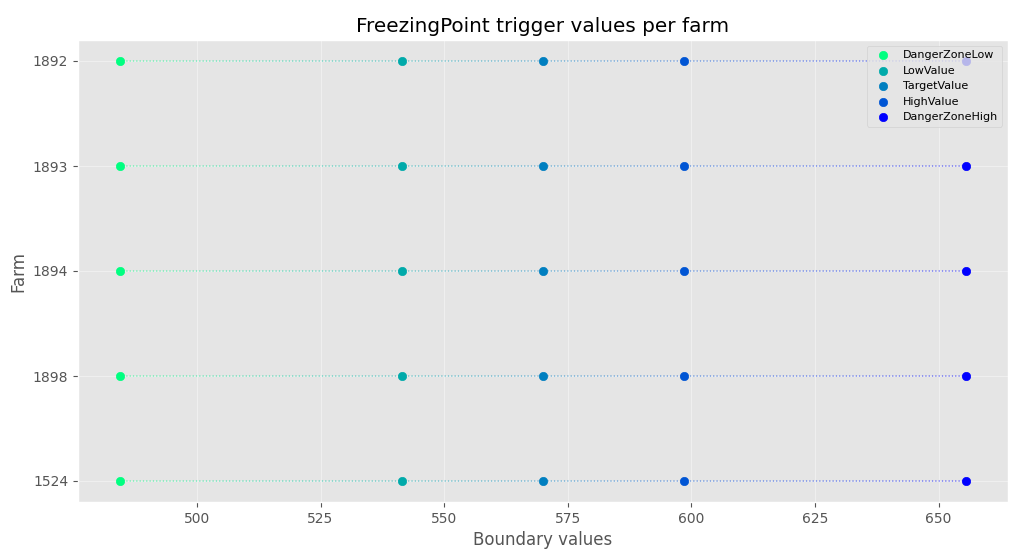 FreezingPoint trigger values per farm
DangerZoneLow
LowValue
TargetValue
HighValue
DangerZoneHigh
1892
1893
1894
1898
1524
Farm
500
525
550
575
600
625
650
Boundary values